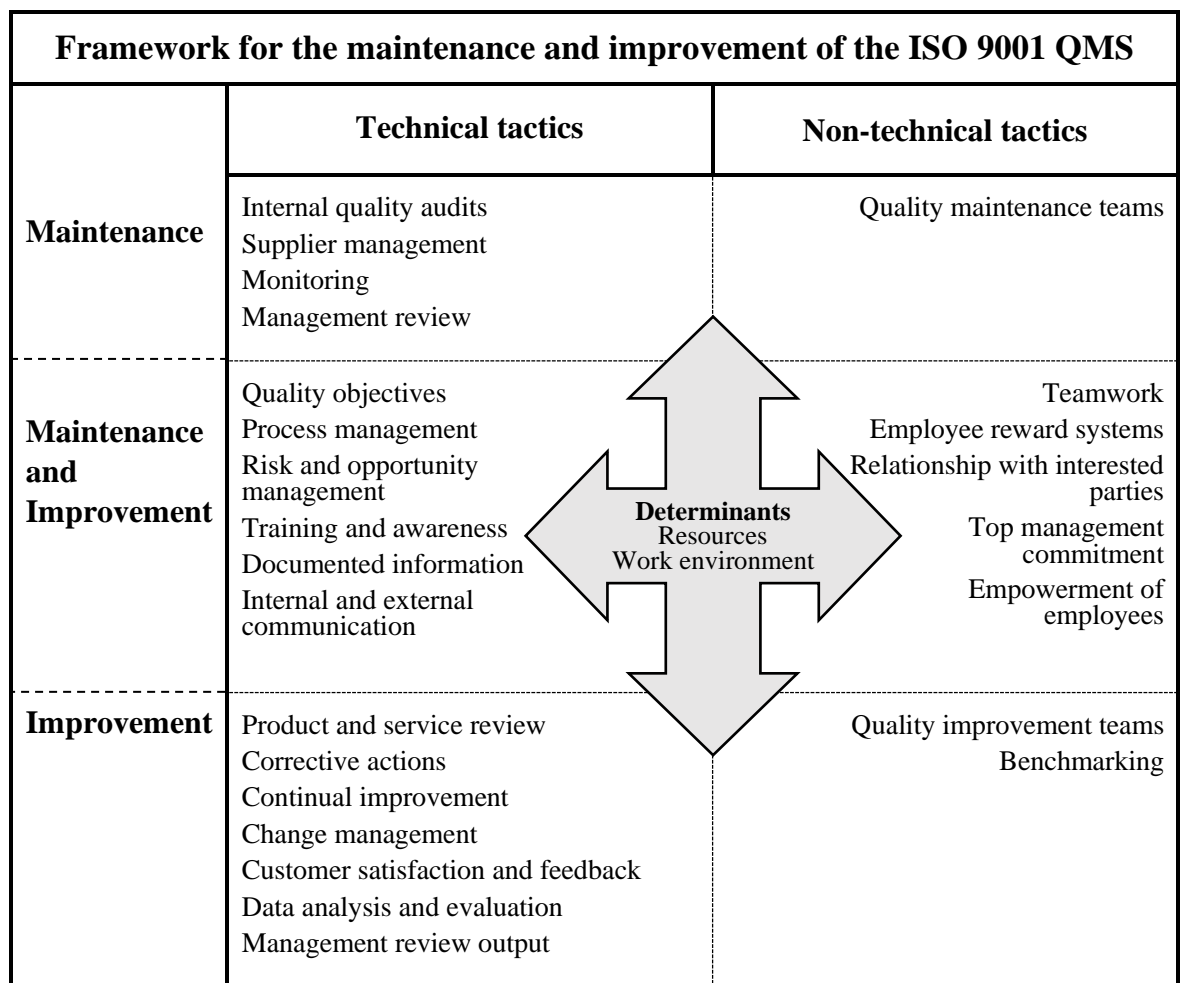 Framework for the maintenance and improvement of the ISO 9001 QMS
Technical tactics
Non-technical tactics
Maintenance
Internal quality audits
Supplier management
Monitoring
Management review
Quality maintenance teams
Maintenance
and
Improvement
Quality objectives
Process management
Risk and opportunity
management
Training and awareness
Documented information
Internal and external
communication
Determinants
Resources
Work environment
Teamwork
Employee reward systems
Relationship with interested
parties
Top management
commitment
Empowerment of
employees
Improvement
Product and service review
Corrective actions
Continual improvement
Change management
Customer satisfaction and feedback
Data analysis and evaluation
Management review output
Quality improvement teams
Benchmarking